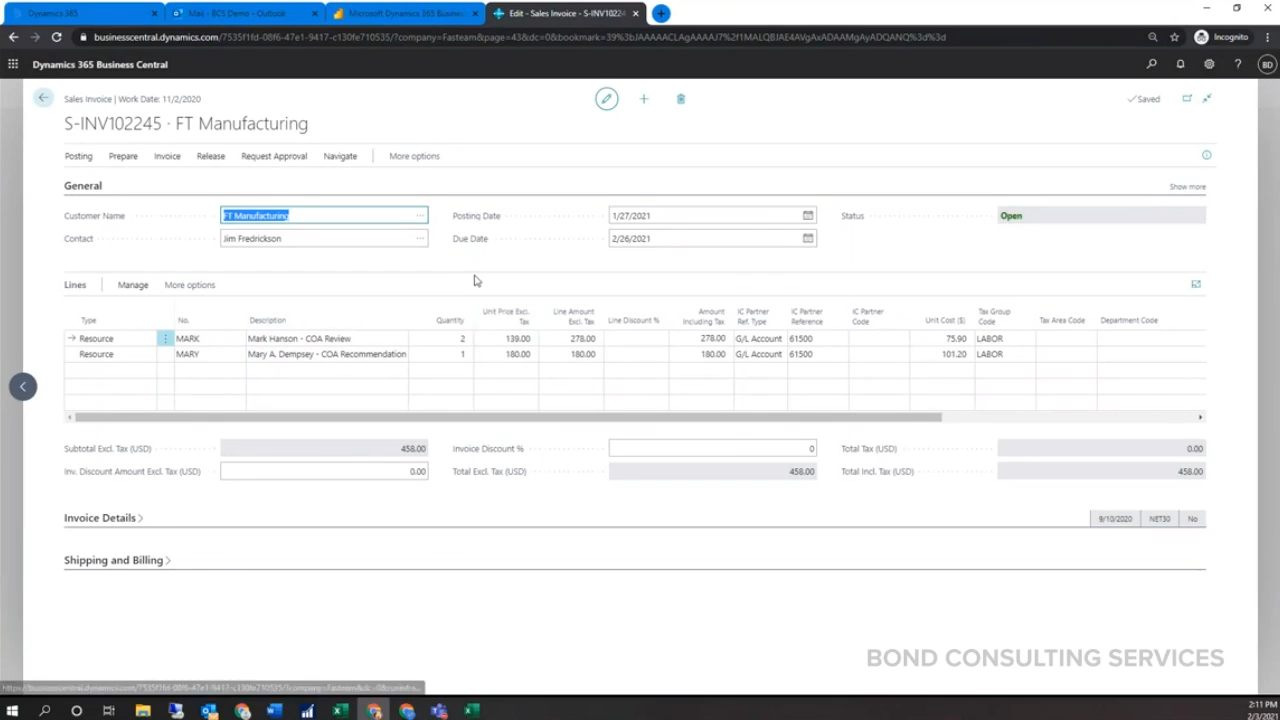 Dynamics 365
Mail - BCS Demo - Outlook
Microsoft Dynamics 365 Busine
Edit - Sales Invoice - S-INV10224
Incognito
Dynamics 365 Business Central
BD
Sales Invoice | Work Date: 11/2/2020
Saved
S-INV102245 · FT Manufacturing
Posting Prepare Invoice Release Request Approval Navigate More options
General Show more
Customer Name FT Manufacturing Posting Date 1/27/2021 Status Open
Contact Jim Fredrickson Due Date 2/26/2021
Lines Manage More options
Type No. Description Quantity Unit Price Excl. Tax Line Amount Excl. Tax Line Discount % Amount Including Tax IC Partner Ref. Type IC Partner Reference IC Partner Code Unit Cost ($) Tax Group Code Tax Area Code Department Code
Resource MARK Mark Hanson - COA Review 2 139.00 278.00 278.00 G/L Account 61500 75.90 LABOR
Resource MARY Mary A. Dempsey - COA Recommendation 1 180.00 180.00 180.00 G/L Account 61500 101.20 LABOR
Subtotal Excl. Tax (USD) 458.00 Invoice Discount % 0 Total Tax (USD) 0.00
Inv. Discount Amount Excl. Tax (USD) 0.00 Total Excl. Tax (USD) 458.00 Total Incl. Tax (USD) 458.00
Invoice Details 9/10/2020 NET30 No
Shipping and Billing
BOND CONSULTING SERVICES
2:11 PM
2/3/2021